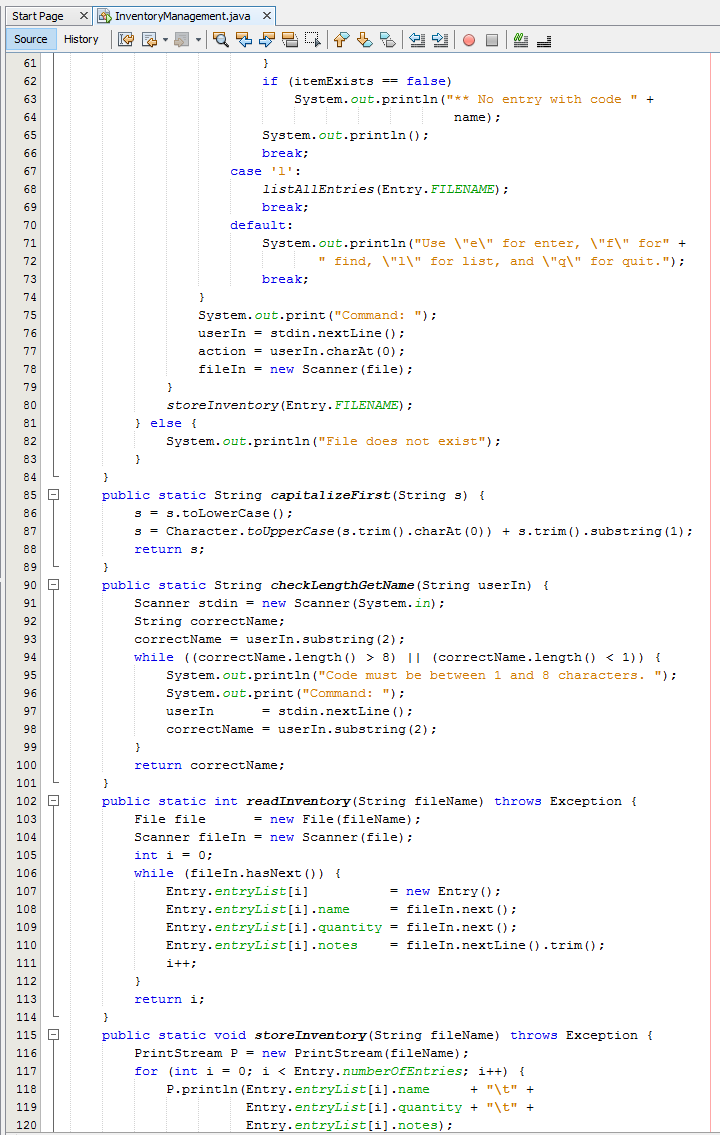 Start Page InventoryManagement.java
Source History
61 }
62 if (itemExists == false)
63 System.out.println("** No entry with code " +
64 name);
65 System.out.println();
66 break;
67 case 'l':
68 listAllEntries(Entry.FILENAME);
69 break;
70 default:
71 System.out.println("Use \"e\" for enter, \"f\" for" +
72 " find, \"l\" for list, and \"q\" for quit.");
73 break;
74 }
75 System.out.print("Command: ");
76 userIn = stdin.nextLine();
77 action = userIn.charAt(0);
78 fileIn = new Scanner(file);
79 }
80 storeInventory(Entry.FILENAME);
81 } else {
82 System.out.println("File does not exist");
83 }
84 }
85 public static String capitalizeFirst(String s) {
86 s = s.toLowerCase();
87 s = Character.toUpperCase(s.trim().charAt(0)) + s.trim().substring(1);
88 return s;
89 }
90 public static String checkLengthGetName(String userIn) {
91 Scanner stdin = new Scanner(System.in);
92 String correctName;
93 correctName = userIn.substring(2);
94 while ((correctName.length() > 8) || (correctName.length() < 1)) {
95 System.out.println("Code must be between 1 and 8 characters. ");
96 System.out.print("Command: ");
97 userIn = stdin.nextLine();
98 correctName = userIn.substring(2);
99 }
100 return correctName;
101 }
102 public static int readInventory(String fileName) throws Exception {
103 File file = new File(fileName);
104 Scanner fileIn = new Scanner(file);
105 int i = 0;
106 while (fileIn.hasNext()) {
107 Entry.entryList[i] = new Entry();
108 Entry.entryList[i].name = fileIn.next();
109 Entry.entryList[i].quantity = fileIn.next();
110 Entry.entryList[i].notes = fileIn.nextLine().trim();
111 i++;
112 }
113 return i;
114 }
115 public static void storeInventory(String fileName) throws Exception {
116 PrintStream P = new PrintStream(fileName);
117 for (int i = 0; i < Entry.numberOfEntries; i++) {
118 P.println(Entry.entryList[i].name + "\t" +
119 Entry.entryList[i].quantity + "\t" +
120 Entry.entryList[i].notes);